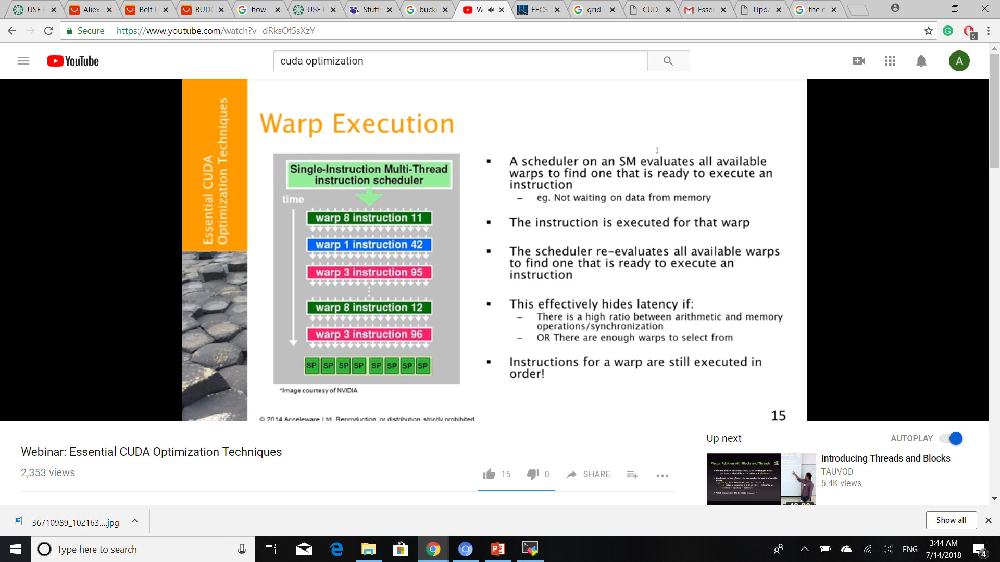 USF
Aliex
Belt
BUD
how
USF
Stuff
buck
W
EECS
grid
CUD
Esser
Upda
the c
Secure
https://www.youtube.com/watch?v=dRksOf5sXzY
5
YouTube
cuda optimization
A
Essential CUDA
Optimization Techniques
Warp Execution
Single-Instruction Multi-Thread
instruction scheduler
time
warp 8 instruction 11
warp 1 instruction 42
warp 3 instruction 95
warp 8 instruction 12
warp 3 instruction 96
SP SP SP SP SP SP SP SP
*Image courtesy of NVIDIA
▪ A scheduler on an SM evaluates all available
warps to find one that is ready to execute an
instruction
– eg. Not waiting on data from memory
▪ The instruction is executed for that warp
▪ The scheduler re-evaluates all available warps
to find one that is ready to execute an
instruction
▪ This effectively hides latency if:
– There is a high ratio between arithmetic and memory
operations/synchronization
– OR There are enough warps to select from
▪ Instructions for a warp are still executed in
order!
© 2014 Acceleware Ltd. Reproduction or distribution strictly prohibited
15
Webinar: Essential CUDA Optimization Techniques
2,353 views
15
0
SHARE
Up next
AUTOPLAY
Vector Addition with Blocks and Threads
Introducing Threads and Blocks
TAUVOD
5.4K views
36710989_102163....jpg
Show all
Type here to search
ENG
3:44 AM
7/14/2018
4